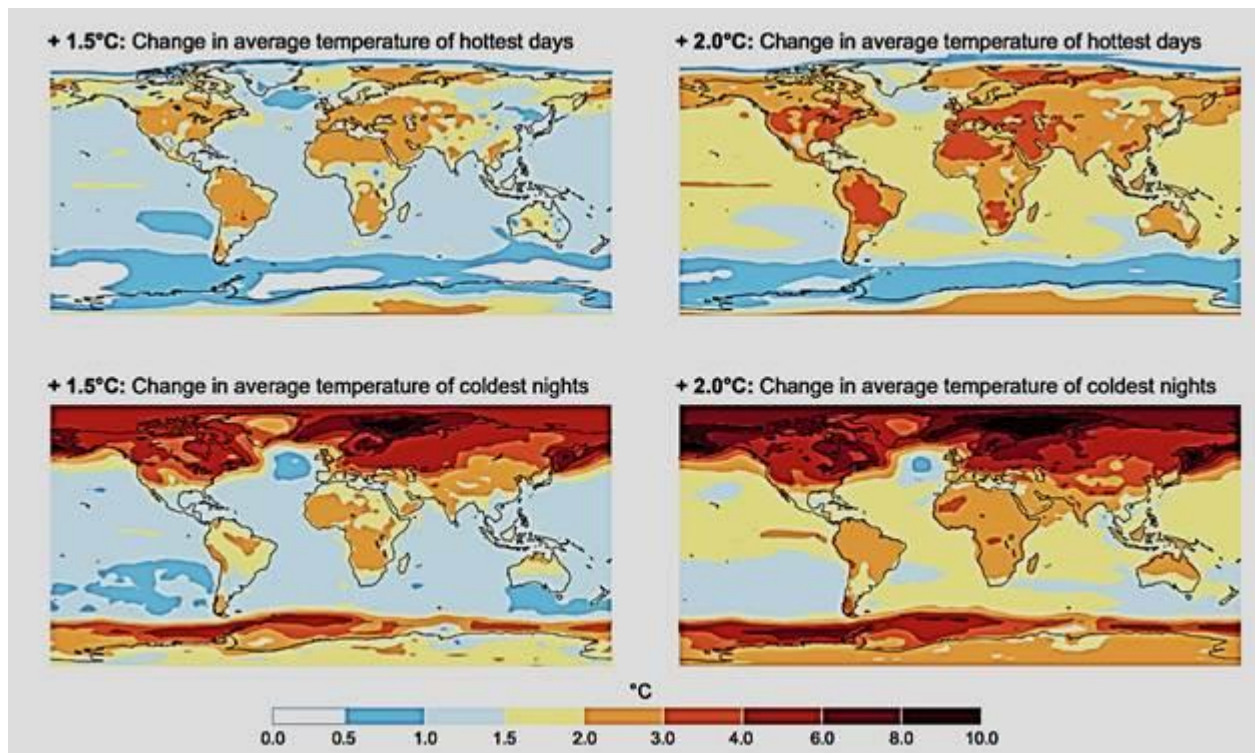 + 1.5°C: Change in average temperature of hottest days
+ 2.0°C: Change in average temperature of hottest days
+ 1.5°C: Change in average temperature of coldest nights
+ 2.0°C: Change in average temperature of coldest nights
°C
0.0 0.5 1.0 1.5 2.0 3.0 4.0 6.0 8.0 10.0